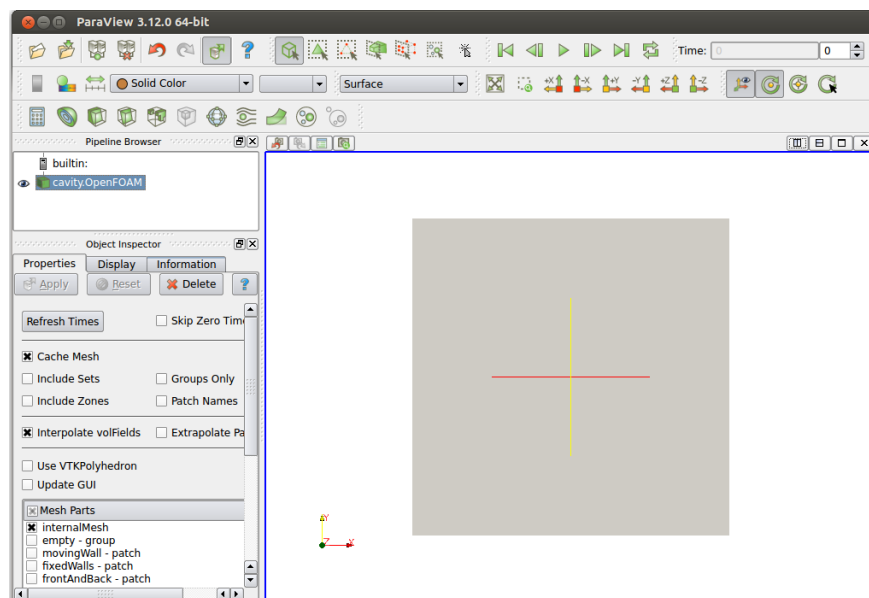 ParaView 3.12.0 64-bit
Time: 0 0
Solid Color Surface
+X -X +Y -Y +Z -Z
Pipeline Browser
builtin:
cavity.OpenFOAM
Object Inspector
Properties Display Information
Apply Reset Delete ?
Refresh Times Skip Zero Time
Cache Mesh
Include Sets Groups Only
Include Zones Patch Names
Interpolate volFields Extrapolate Pa
Use VTKPolyhedron
Update GUI
Mesh Parts
internalMesh
empty - group
movingWall - patch
fixedWalls - patch
frontAndBack - patch
Y
Z X